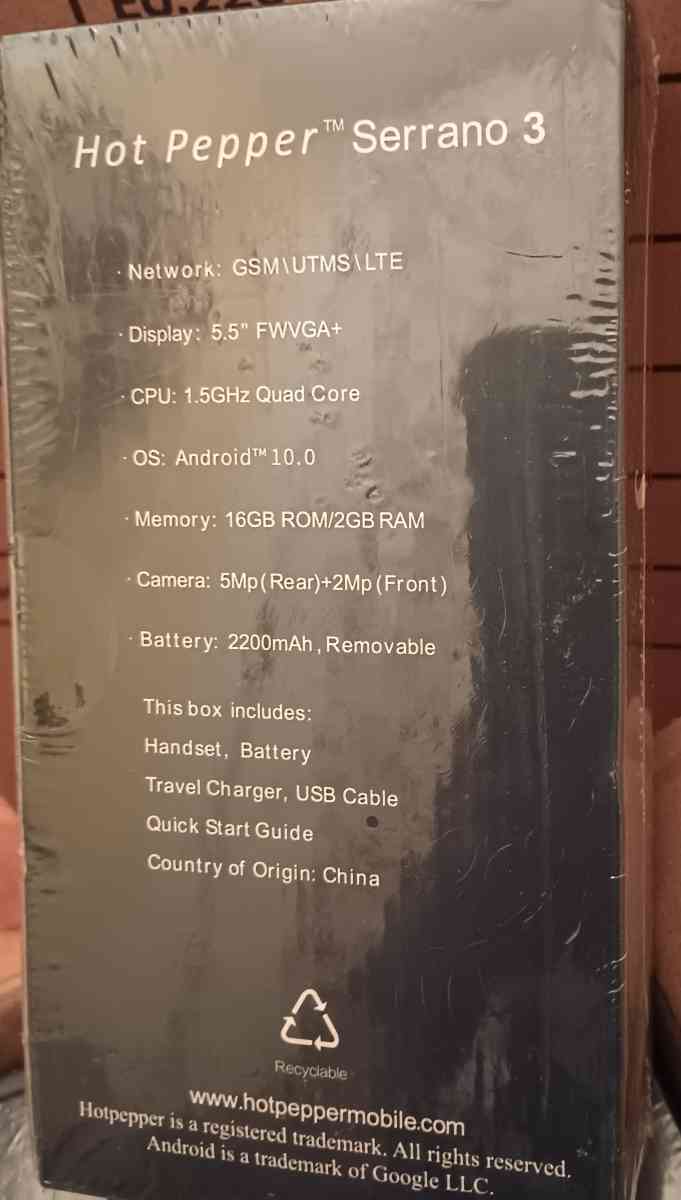 Hot Pepper™ Serrano 3
· Network: GSM\UTMS\LTE
· Display: 5.5" FWVGA+
· CPU: 1.5GHz Quad Core
· OS: Android™ 10.0
· Memory: 16GB ROM/2GB RAM
· Camera: 5Mp(Rear)+2Mp(Front)
· Battery: 2200mAh, Removable
This box includes:
Handset, Battery
Travel Charger, USB Cable
Quick Start Guide
Country of Origin: China
Recyclable
www.hotpeppermobile.com
Hotpepper is a registered trademark. All rights reserved.
Android is a trademark of Google LLC.